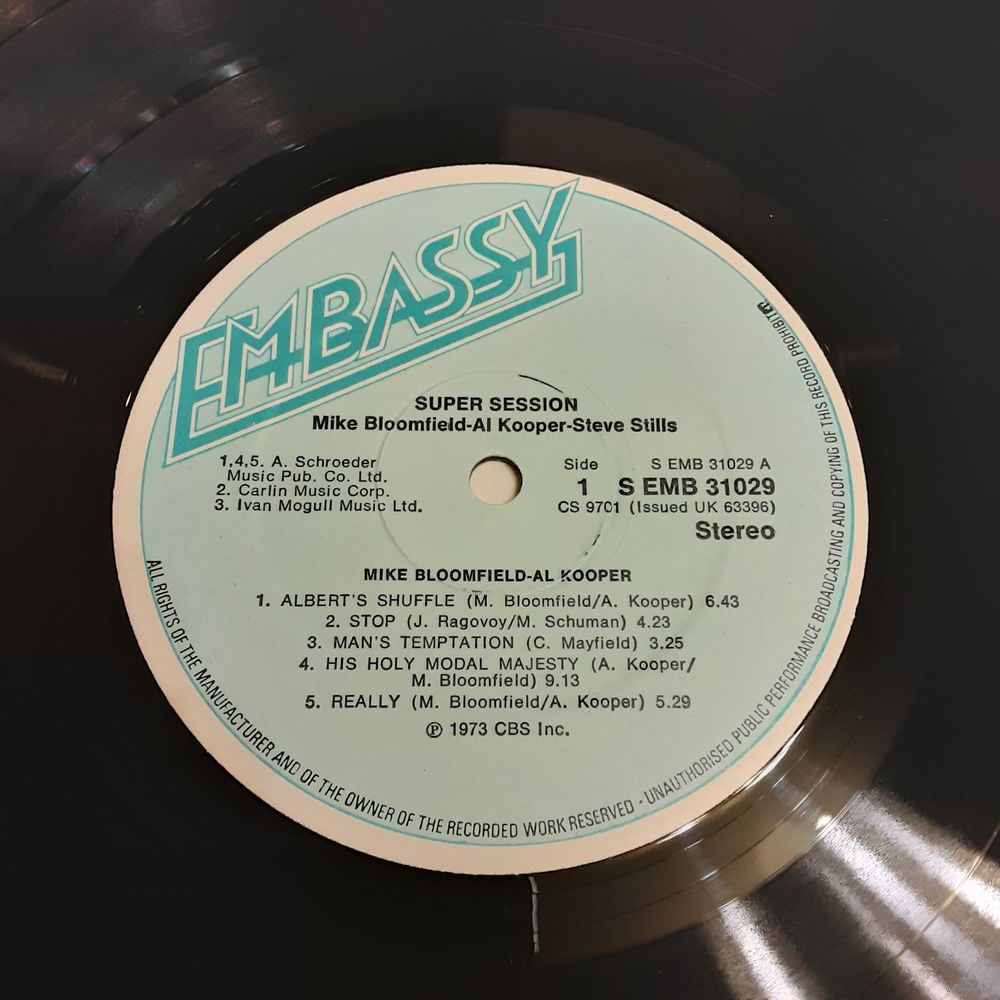 EMBASSY
SUPER SESSION
Mike Bloomfield-Al Kooper-Steve Stills
1,4,5. A. Schroeder
Music Pub. Co. Ltd.
2. Carlin Music Corp.
3. Ivan Mogull Music Ltd.
Side S EMB 31029 A
1 S EMB 31029
CS 9701 (Issued UK 63396)
Stereo
MIKE BLOOMFIELD-AL KOOPER
1. ALBERT'S SHUFFLE (M. Bloomfield/A. Kooper) 6.43
2. STOP (J. Ragovoy/M. Schuman) 4.23
3. MAN'S TEMPTATION (C. Mayfield) 3.25
4. HIS HOLY MODAL MAJESTY (A. Kooper/
M. Bloomfield) 9.13
5. REALLY (M. Bloomfield/A. Kooper) 5.29
℗ 1973 CBS Inc.
ALL RIGHTS OF THE MANUFACTURER AND OF THE OWNER OF THE RECORDED WORK RESERVED · UNAUTHORISED PUBLIC PERFORMANCE BROADCASTING AND COPYING OF THIS RECORD PROHIBITED